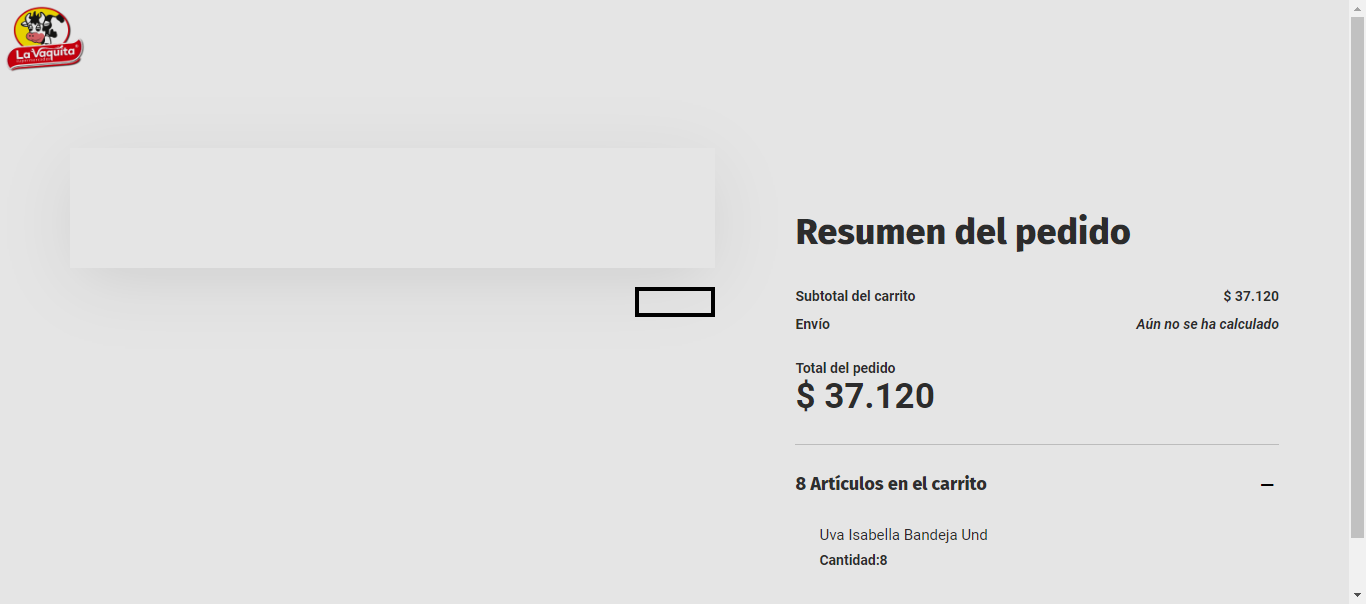 La Vaquita
Resumen del pedido
Subtotal del carrito $ 37.120
Envío Aún no se ha calculado
Total del pedido
$ 37.120
8 Artículos en el carrito
Uva Isabella Bandeja Und
Cantidad:8